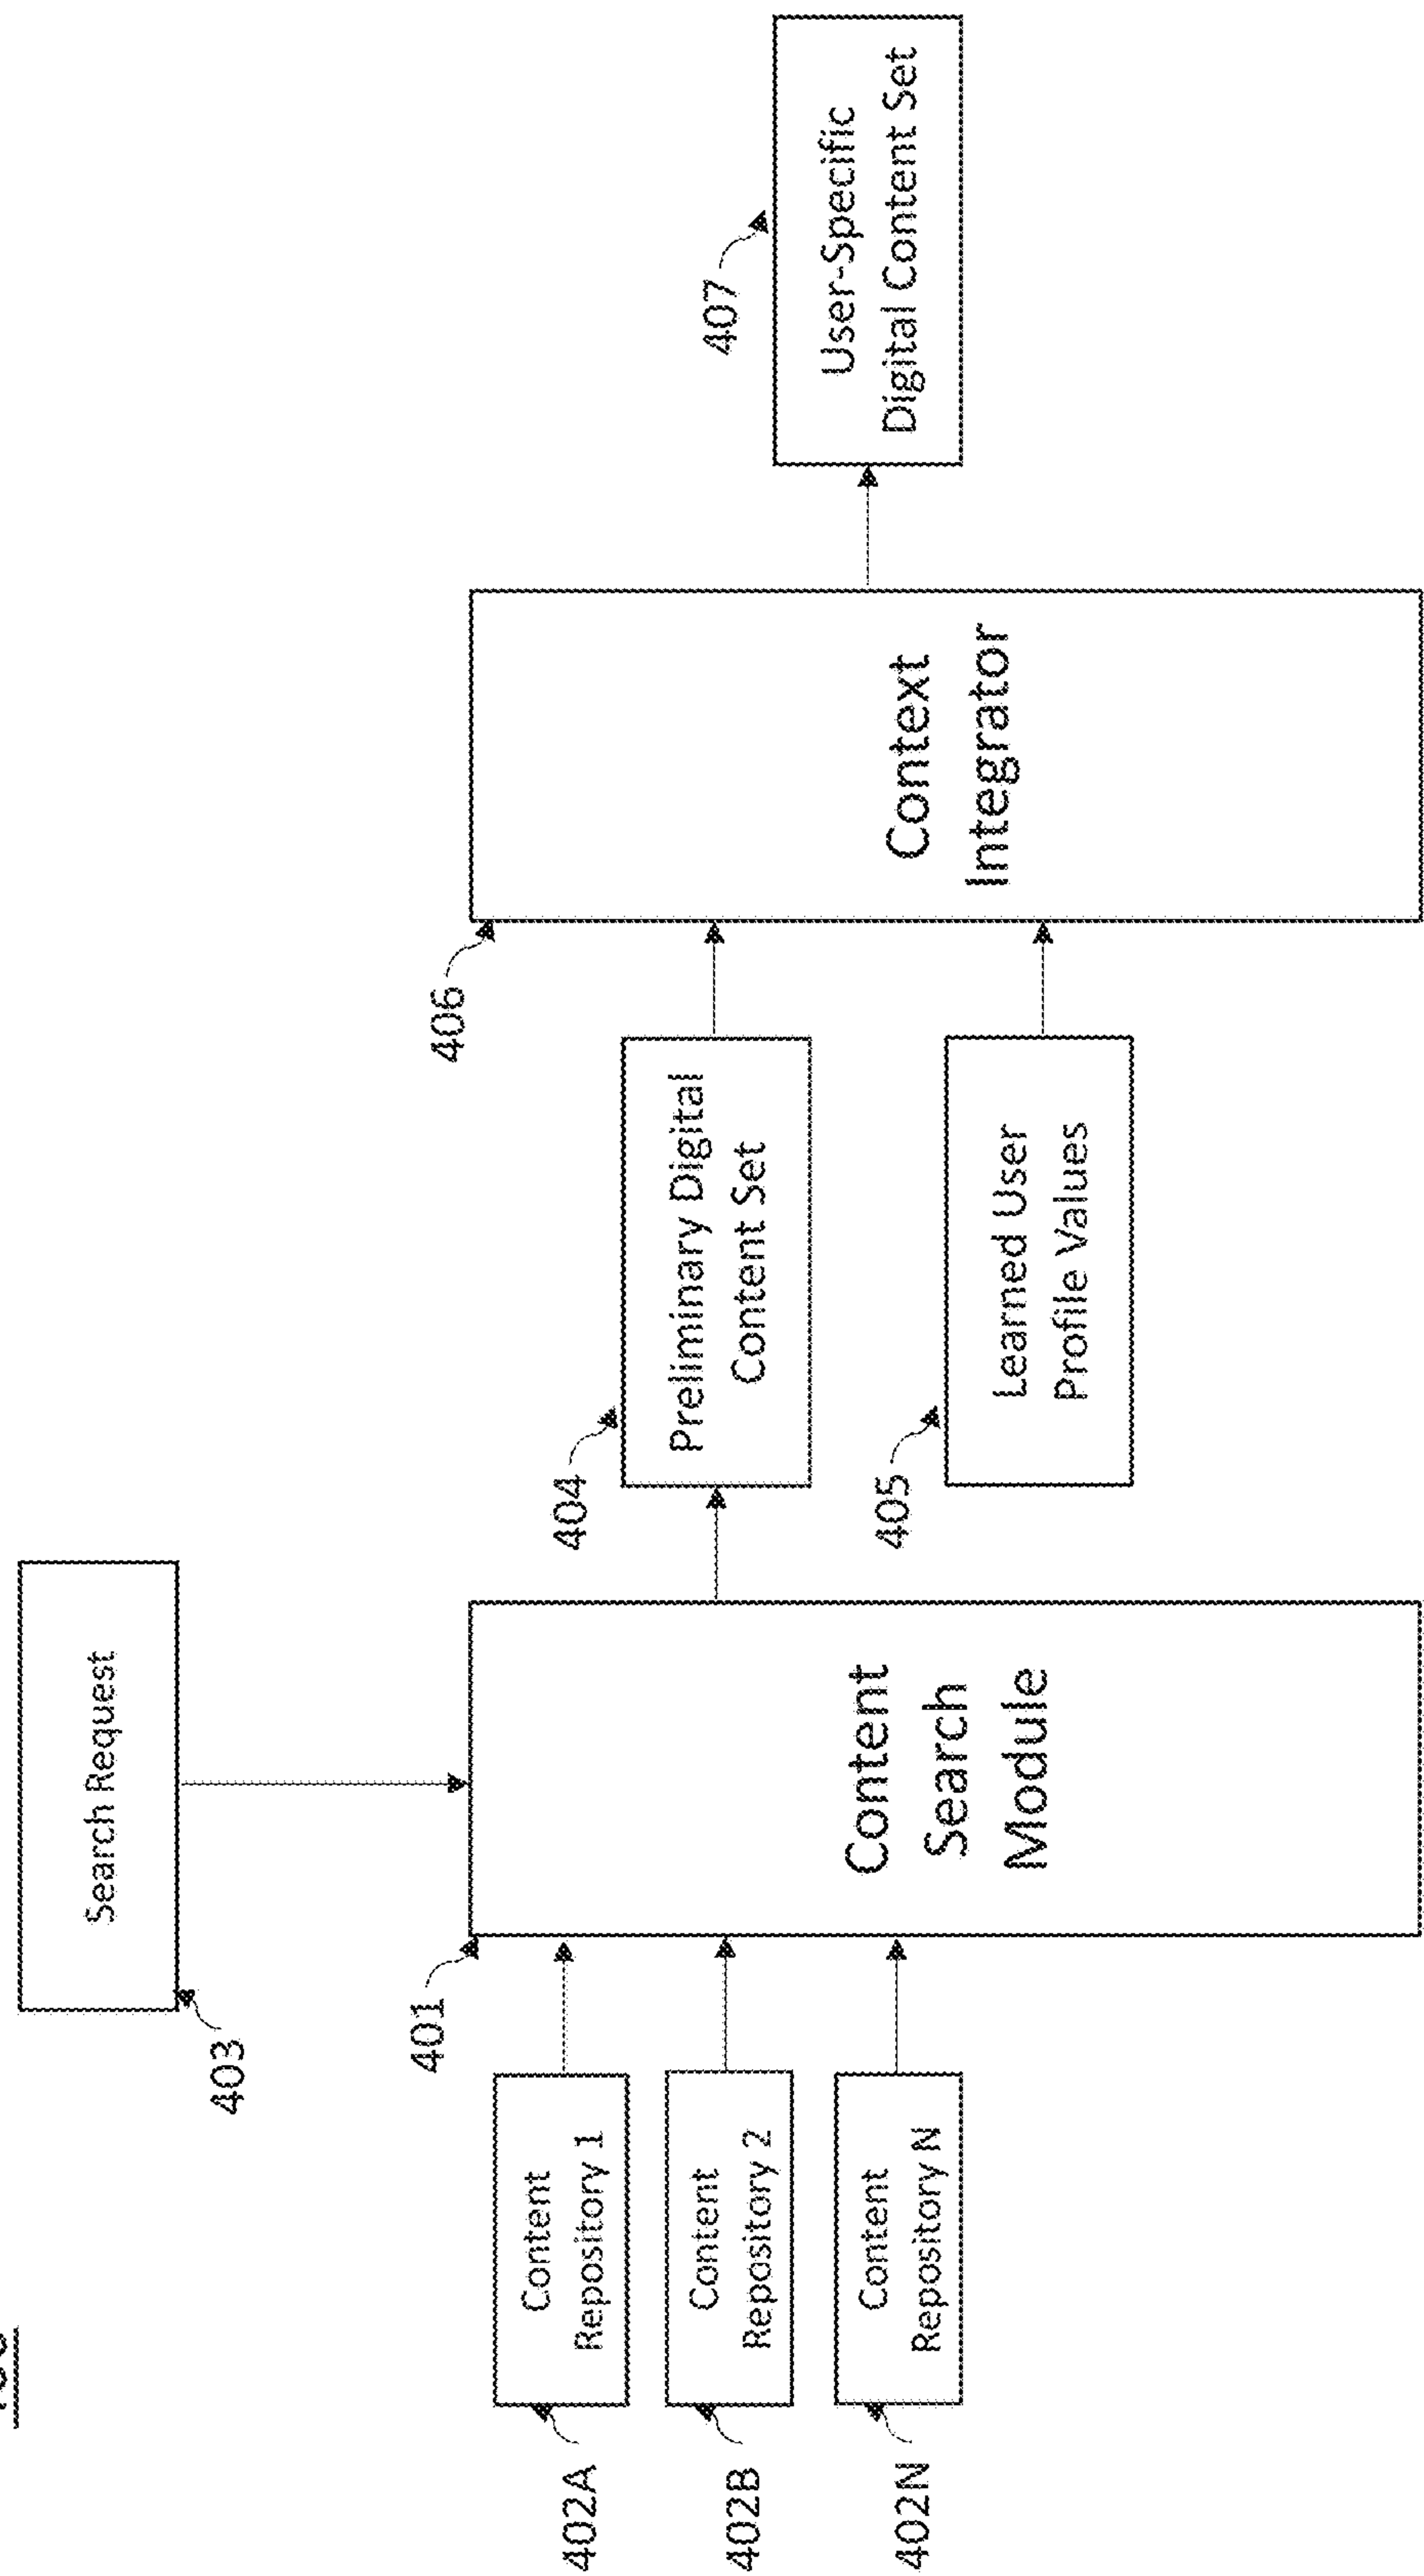 Search Request
403
401
402A
Content
Repository 1
402B
Content
Repository 2
402N
Content
Repository N
Content
Search
Module
404
Preliminary Digital
Content Set
405
Learned User
Profile Values
406
Context
Integrator
407
User-Specific
Digital Content Set